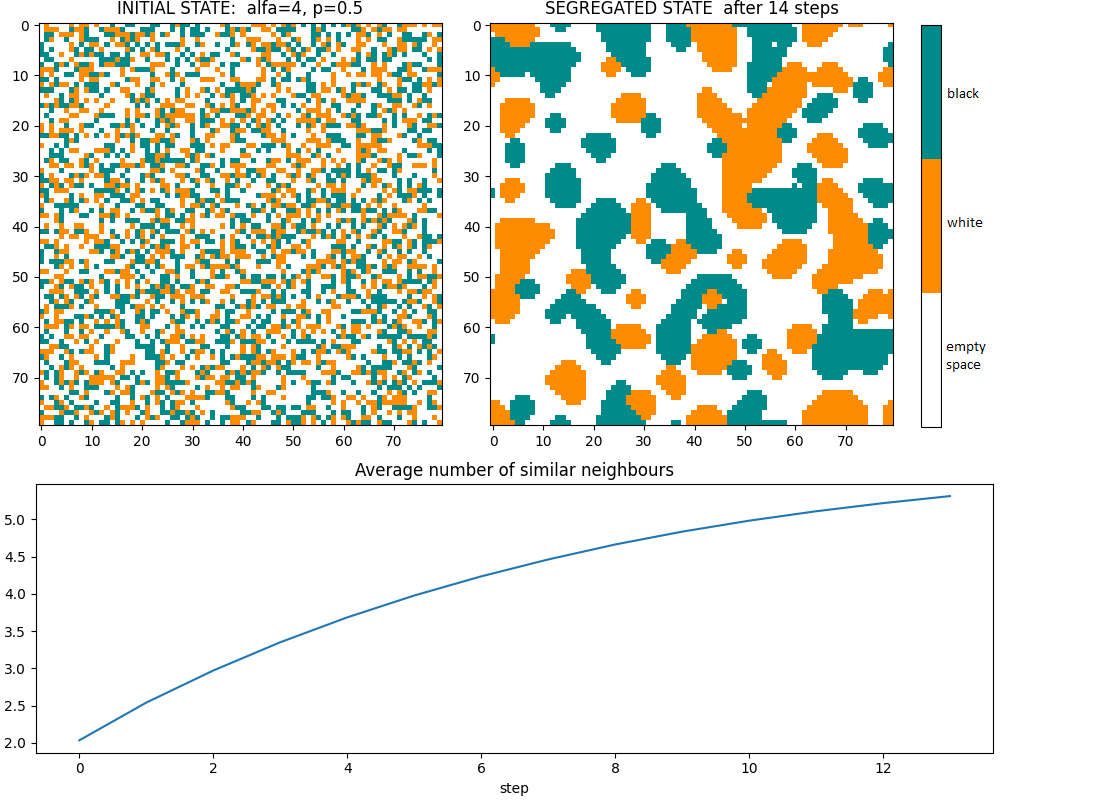 INITIAL STATE:  alfa=4, p=0.5
SEGREGATED STATE  after 14 steps
0
10
20
30
40
50
60
70
0 10 20 30 40 50 60 70
0
10
20
30
40
50
60
70
0 10 20 30 40 50 60 70
black
white
empty
space
Average number of similar neighbours
5.0
4.5
4.0
3.5
3.0
2.5
2.0
0 2 4 6 8 10 12
step